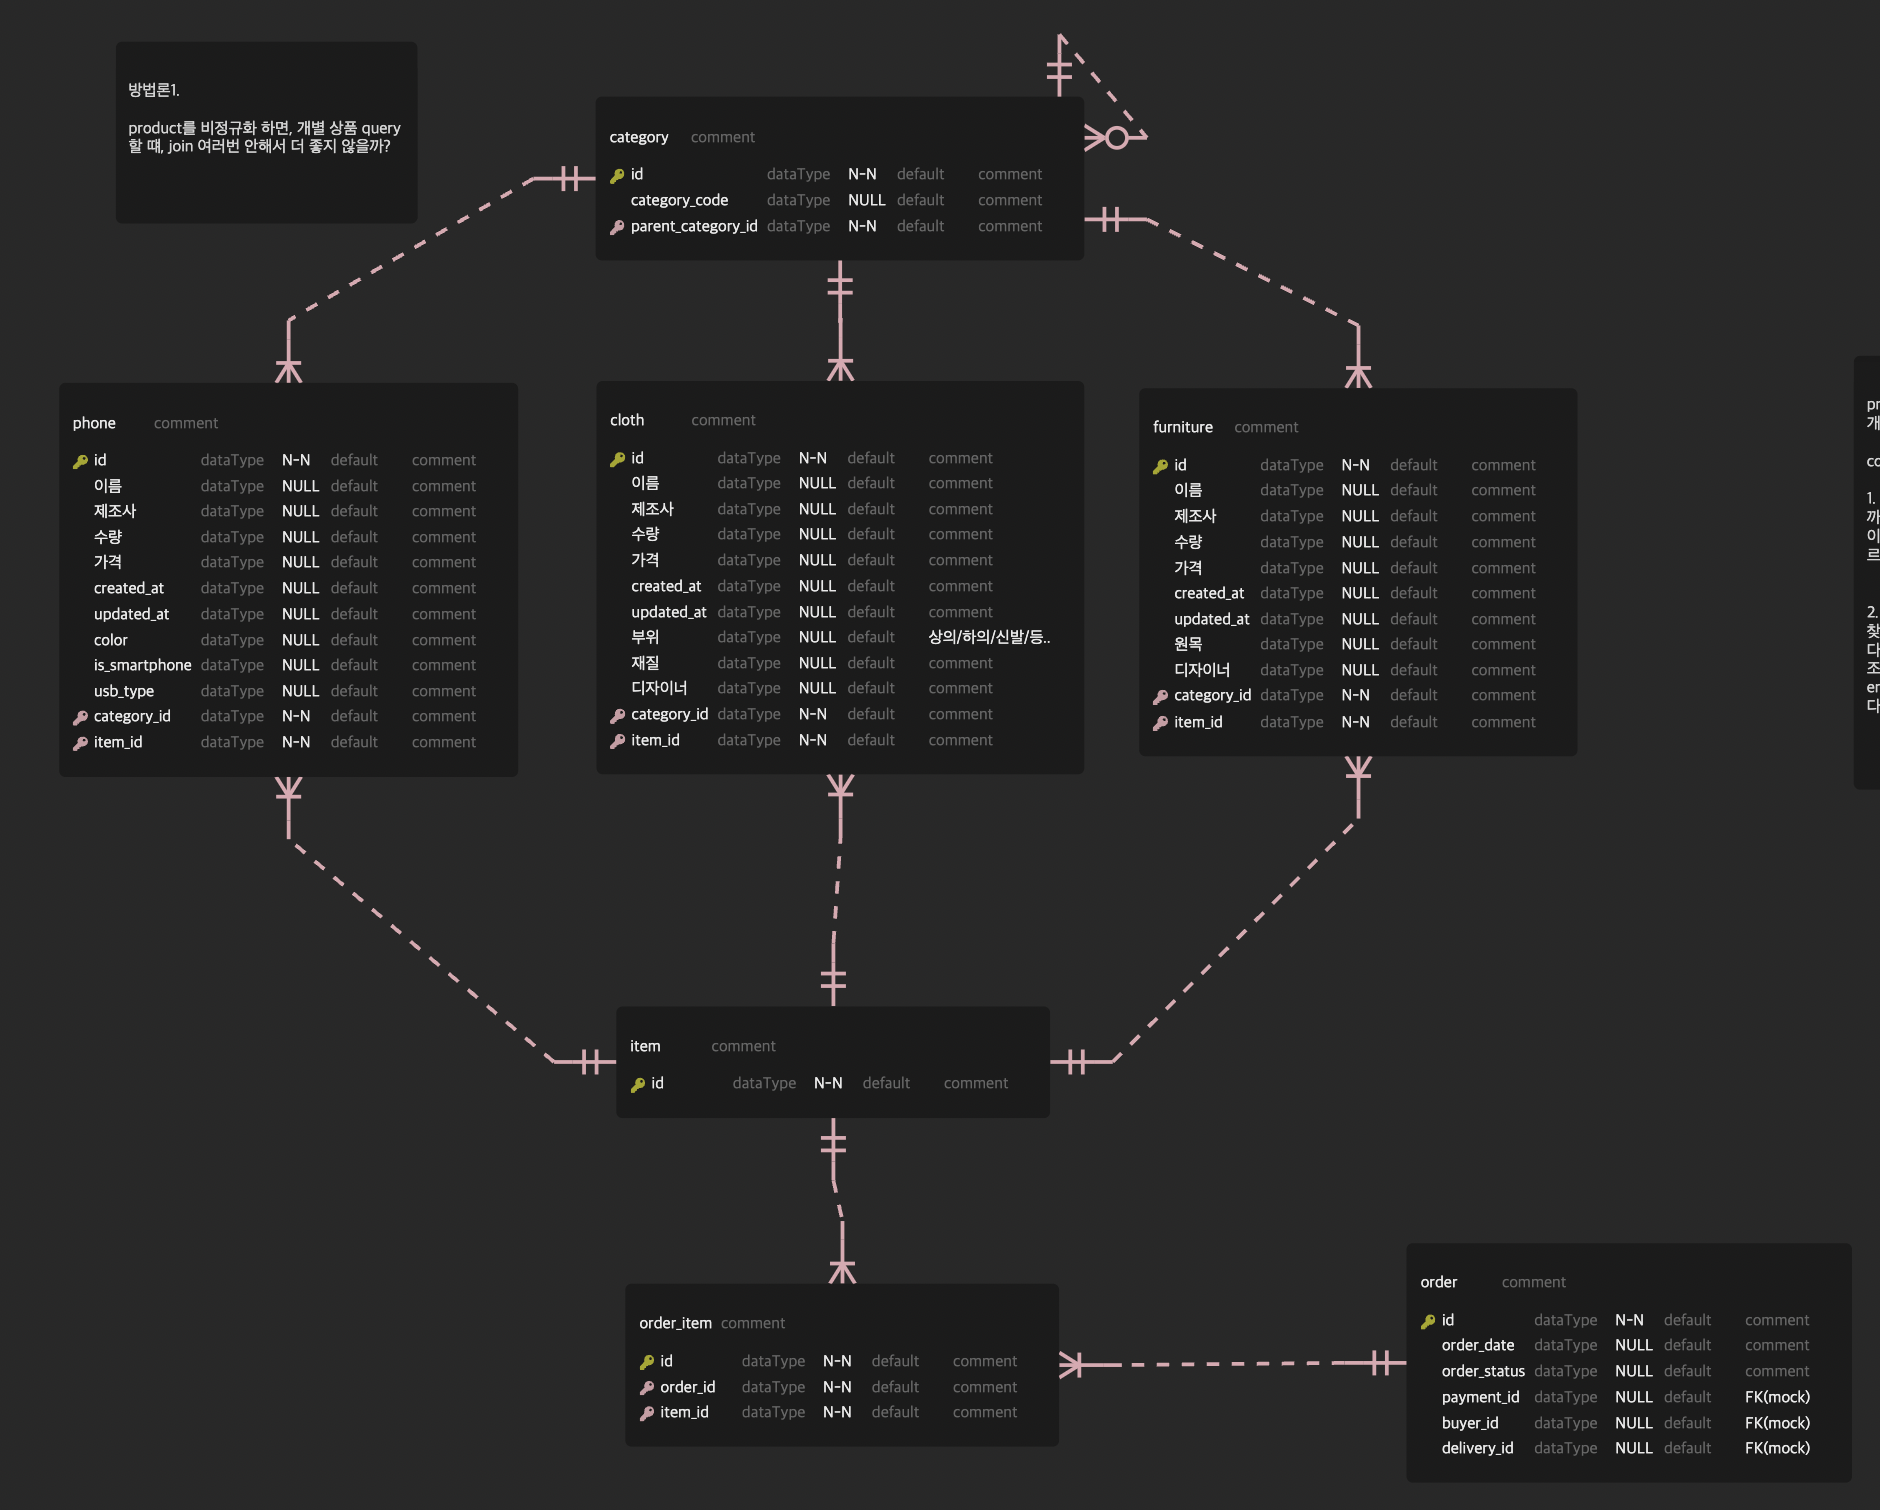 방법론1.
product를 비정규화 하면, 개별 상품 query
할 떄, join 여러번 안해서 더 좋지 않을까?
category comment
id dataType N-N default comment
category_code dataType NULL default comment
parent_category_id dataType N-N default comment
phone comment
id dataType N-N default comment
이름 dataType NULL default comment
제조사 dataType NULL default comment
수량 dataType NULL default comment
가격 dataType NULL default comment
created_at dataType NULL default comment
updated_at dataType NULL default comment
color dataType NULL default comment
is_smartphone dataType NULL default comment
usb_type dataType NULL default comment
category_id dataType N-N default comment
item_id dataType N-N default comment
cloth comment
id dataType N-N default comment
이름 dataType NULL default comment
제조사 dataType NULL default comment
수량 dataType NULL default comment
가격 dataType NULL default comment
created_at dataType NULL default comment
updated_at dataType NULL default comment
부위 dataType NULL default 상의/하의/신발/등..
재질 dataType NULL default comment
디자이너 dataType NULL default comment
category_id dataType N-N default comment
item_id dataType N-N default comment
furniture comment
id dataType N-N default comment
이름 dataType NULL default comment
제조사 dataType NULL default comment
수량 dataType NULL default comment
가격 dataType NULL default comment
created_at dataType NULL default comment
updated_at dataType NULL default comment
원목 dataType NULL default comment
디자이너 dataType NULL default comment
category_id dataType N-N default comment
item_id dataType N-N default comment
1.
2.
item comment
id dataType N-N default comment
order_item comment
id dataType N-N default comment
order_id dataType N-N default comment
item_id dataType N-N default comment
order comment
id dataType N-N default comment
order_date dataType NULL default comment
order_status dataType NULL default comment
payment_id dataType NULL default FK(mock)
buyer_id dataType NULL default FK(mock)
delivery_id dataType NULL default FK(mock)